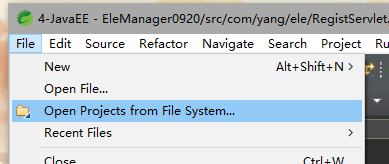 4-JavaEE - EleManager0920/src/com/yang/ele/RegistServlet.
File Edit Source Refactor Navigate Search Project
New Alt+Shift+N >
Open File...
Open Projects from File System...
Recent Files >
Close Ctrl+W